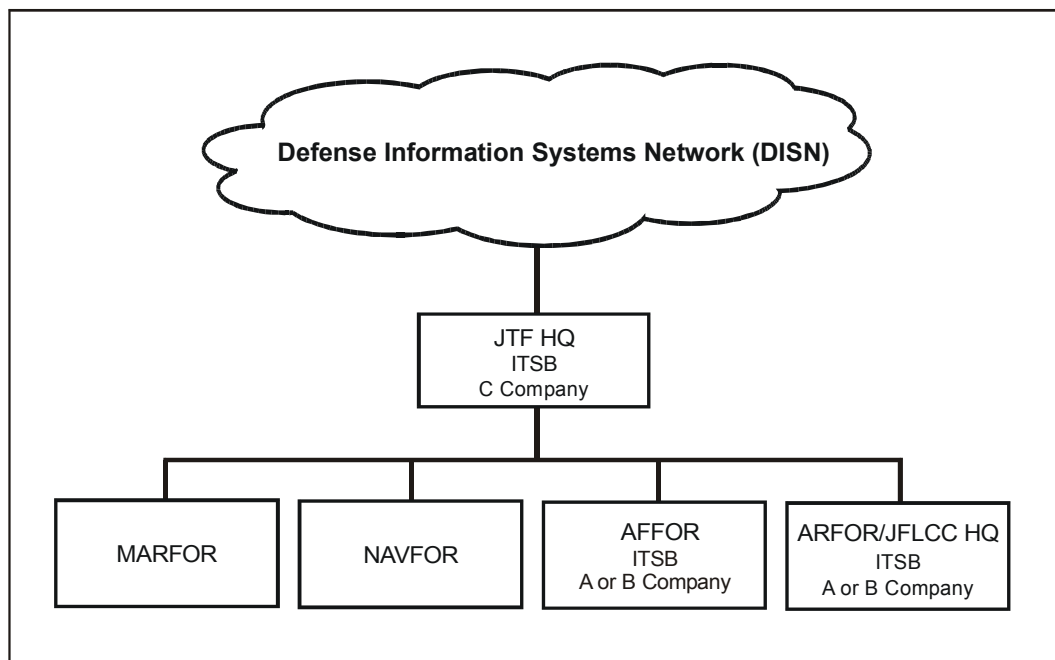 Defense Information Systems Network (DISN)
JTF HQ
ITSB
C Company
MARFOR
NAVFOR
AFFOR
ITSB
A or B Company
ARFOR/JFLCC HQ
ITSB
A or B Company